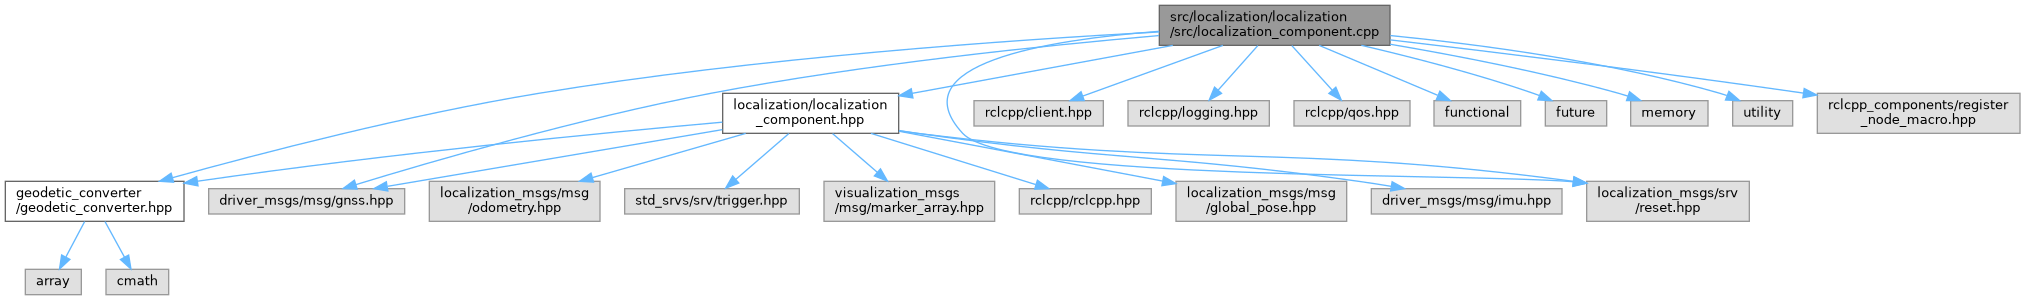 src/localization/localization
/src/localization_component.cpp
localization/localization
_component.hpp
rclcpp/client.hpp
rclcpp/logging.hpp
rclcpp/qos.hpp
functional
future
memory
utility
rclcpp_components/register
_node_macro.hpp
geodetic_converter
/geodetic_converter.hpp
driver_msgs/msg/gnss.hpp
localization_msgs/msg
/odometry.hpp
std_srvs/srv/trigger.hpp
visualization_msgs
/msg/marker_array.hpp
rclcpp/rclcpp.hpp
localization_msgs/msg
/global_pose.hpp
driver_msgs/msg/imu.hpp
localization_msgs/srv
/reset.hpp
array
cmath